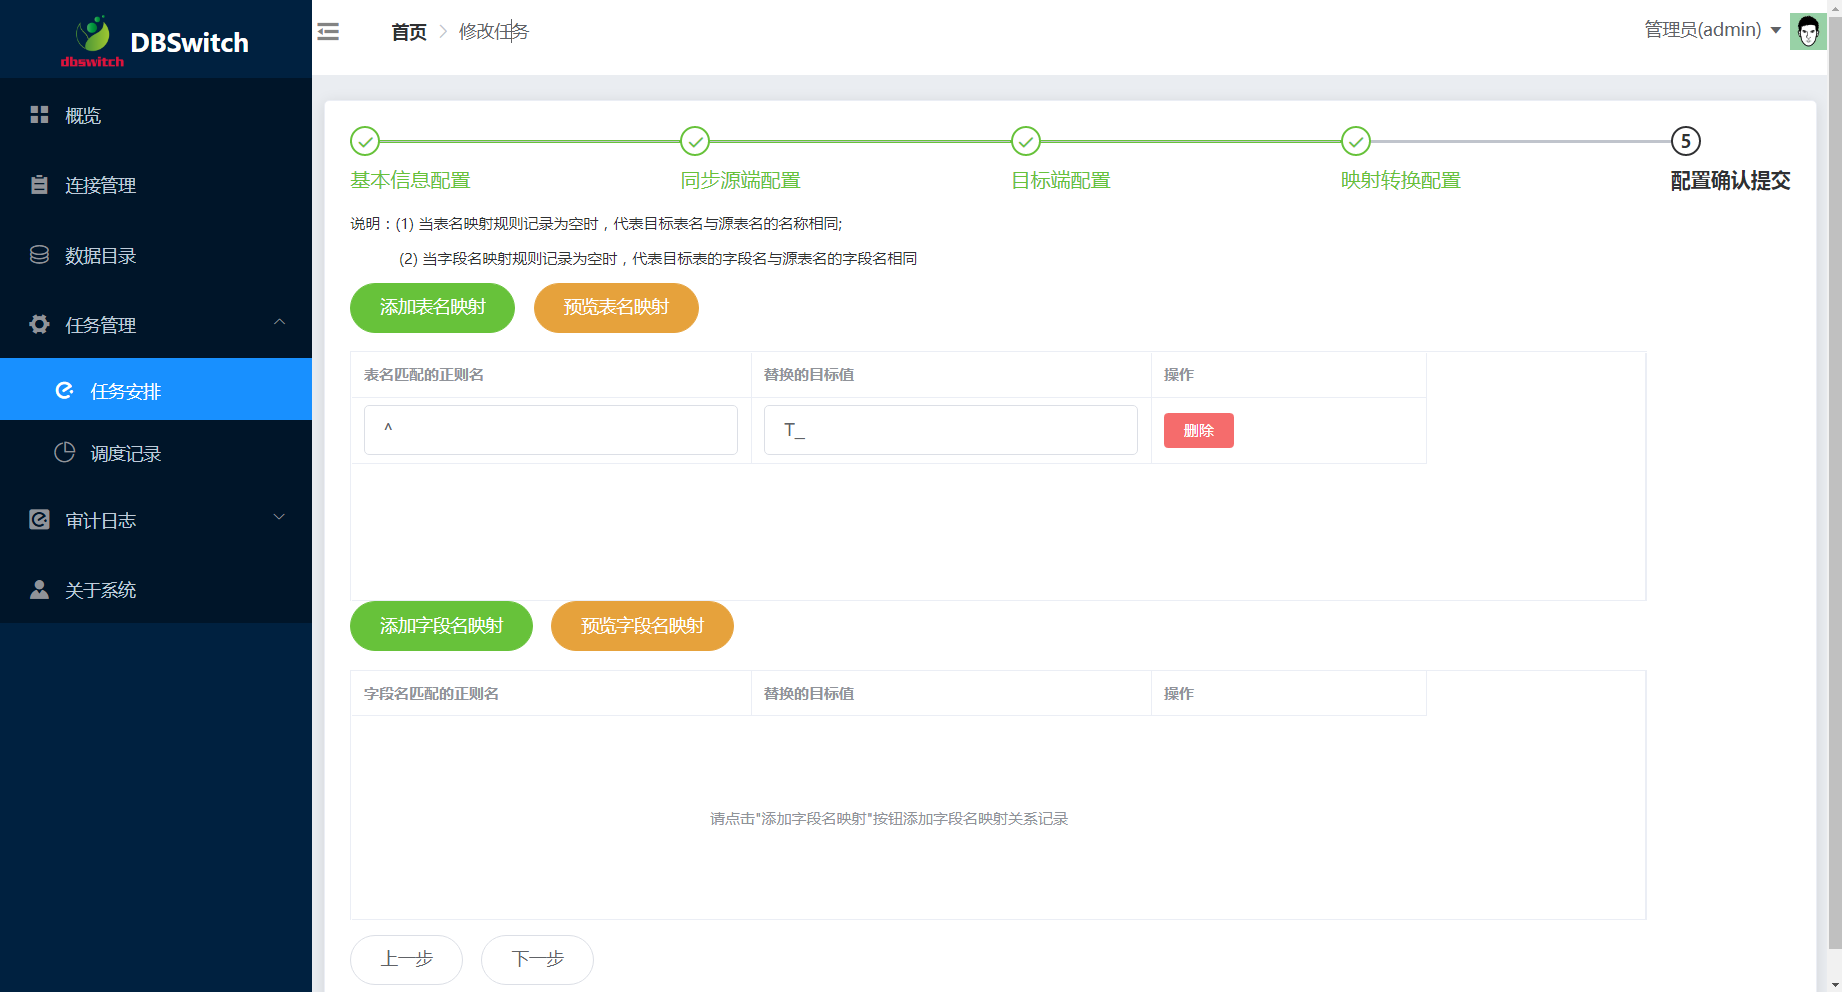 dbswitch
DBSwitch
概览
连接管理
数据目录
任务管理
任务安排
调度记录
审计日志
关于系统
首页 > 修改任务
管理员(admin)
5
基本信息配置
同步源端配置
目标端配置
映射转换配置
配置确认提交
说明：(1) 当表名映射规则记录为空时，代表目标表名与源表名的名称相同;
(2) 当字段名映射规则记录为空时，代表目标表的字段名与源表名的字段名相同
添加表名映射
预览表名映射
表名匹配的正则名
替换的目标值
操作
^
T_
删除
添加字段名映射
预览字段名映射
字段名匹配的正则名
替换的目标值
操作
请点击"添加字段名映射"按钮添加字段名映射关系记录
上一步
下一步